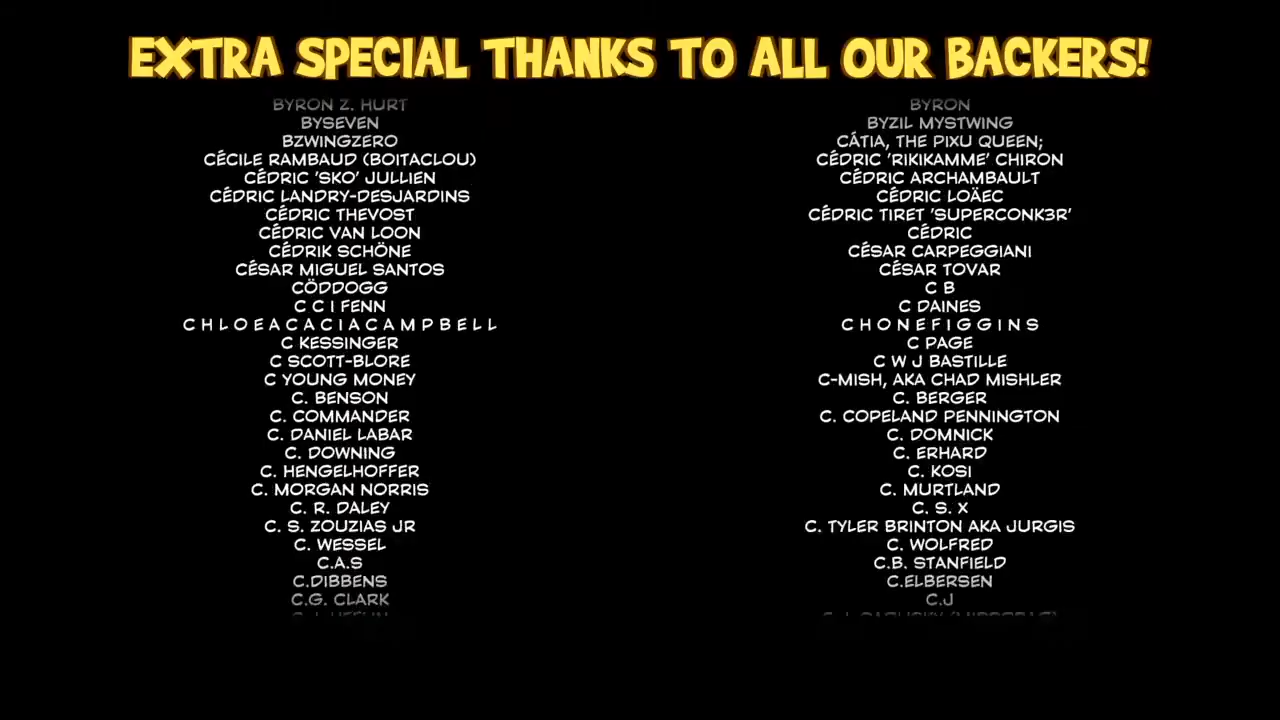 EXTRA SPECIAL THANKS TO ALL OUR BACKERS!
BYRON Z. HURT
BYRON
BYSEVEN
BYZIL MYSTWING
BZWINGZERO
CÁTIA, THE PIXU QUEEN;
CÉCILE RAMBAUD (BOITACLOU)
CÉDRIC 'RIKIKAMME' CHIRON
CÉDRIC 'SKO' JULLIEN
CÉDRIC ARCHAMBAULT
CÉDRIC LANDRY-DESJARDINS
CÉDRIC LOÄEC
CÉDRIC THEVOST
CÉDRIC TIRET 'SUPERCONK3R'
CÉDRIC VAN LOON
CÉDRIC
CÉDRIK SCHÖNE
CÉSAR CARPEGGIANI
CÉSAR MIGUEL SANTOS
CÉSAR TOVAR
CÖDDOGG
C B
C C I FENN
C DAINES
C H L O E A C A C I A C A M P B E L L
C H O N E F I G G I N S
C KESSINGER
C PAGE
C SCOTT-BLORE
C W J BASTILLE
C YOUNG MONEY
C-MISH, AKA CHAD MISHLER
C. BENSON
C. BERGER
C. COMMANDER
C. COPELAND PENNINGTON
C. DANIEL LABAR
C. DOMNICK
C. DOWNING
C. ERHARD
C. HENGELHOFFER
C. KOSI
C. MORGAN NORRIS
C. MURTLAND
C. R. DALEY
C. S. X
C. S. ZOUZIAS JR
C. TYLER BRINTON AKA JURGIS
C. WESSEL
C. WOLFRED
C.A.S
C.B. STANFIELD
C.DIBBENS
C.ELBERSEN
C.G. CLARK
C.J